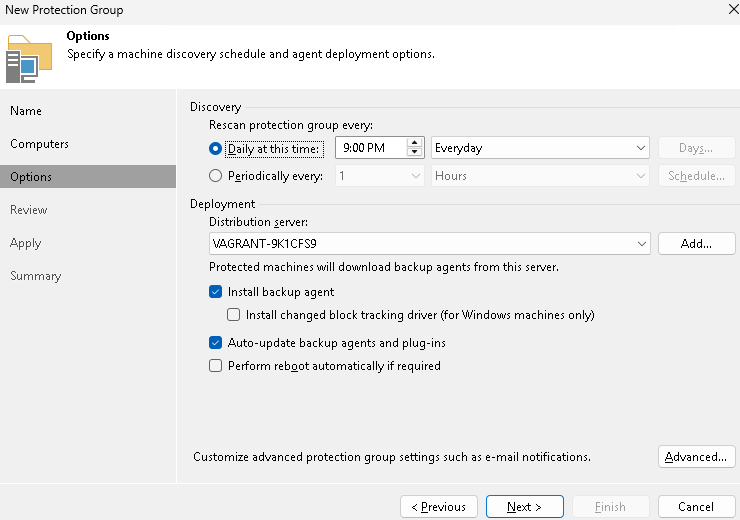 New Protection Group
Options
Specify a machine discovery schedule and agent deployment options.
Name
Computers
Options
Review
Apply
Summary
Discovery
Rescan protection group every:
Daily at this time: 9:00 PM Everyday Days...
Periodically every: 1 Hours Schedule...
Deployment
Distribution server:
VAGRANT-9K1CFS9 Add...
Protected machines will download backup agents from this server.
Install backup agent
Install changed block tracking driver (for Windows machines only)
Auto-update backup agents and plug-ins
Perform reboot automatically if required
Customize advanced protection group settings such as e-mail notifications. Advanced...
< Previous Next > Finish Cancel